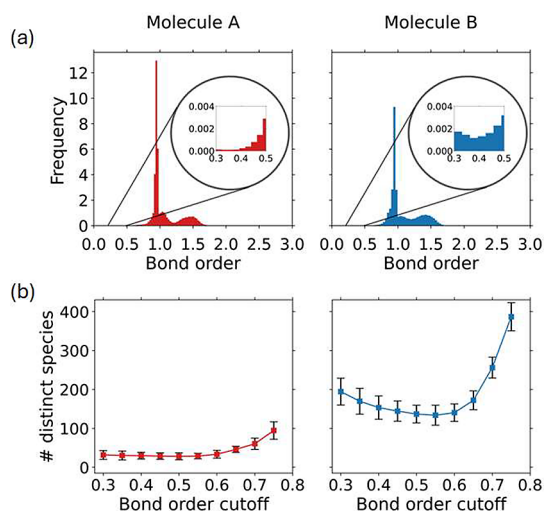 Molecule A
Molecule B
(a)
Frequency
12
10
8
6
4
2
0
0.004
0.002
0.000
0.3 0.4 0.5
0.004
0.002
0.000
0.3 0.4 0.5
0.0 0.5 1.0 1.5 2.0 2.5 3.0
0.0 0.5 1.0 1.5 2.0 2.5 3.0
Bond order
Bond order
(b)
# distinct species
400
300
200
100
0
0.3 0.4 0.5 0.6 0.7 0.8
0.3 0.4 0.5 0.6 0.7 0.8
Bond order cutoff
Bond order cutoff